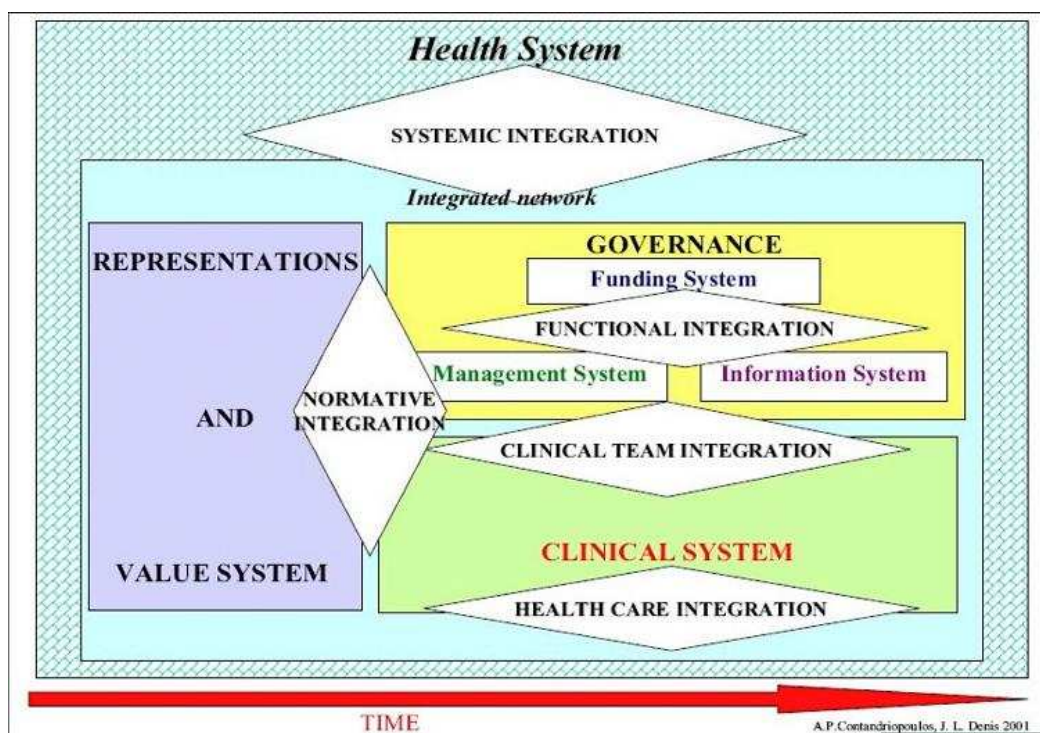 Health System
SYSTEMIC INTEGRATION
Integrated network
REPRESENTATIONS
AND
VALUE SYSTEM
NORMATIVE
INTEGRATION
GOVERNANCE
Funding System
FUNCTIONAL INTEGRATION
Management System
Information System
CLINICAL TEAM INTEGRATION
CLINICAL SYSTEM
HEALTH CARE INTEGRATION
TIME
A.P.Contandriopoulos, J. L. Denis 2001